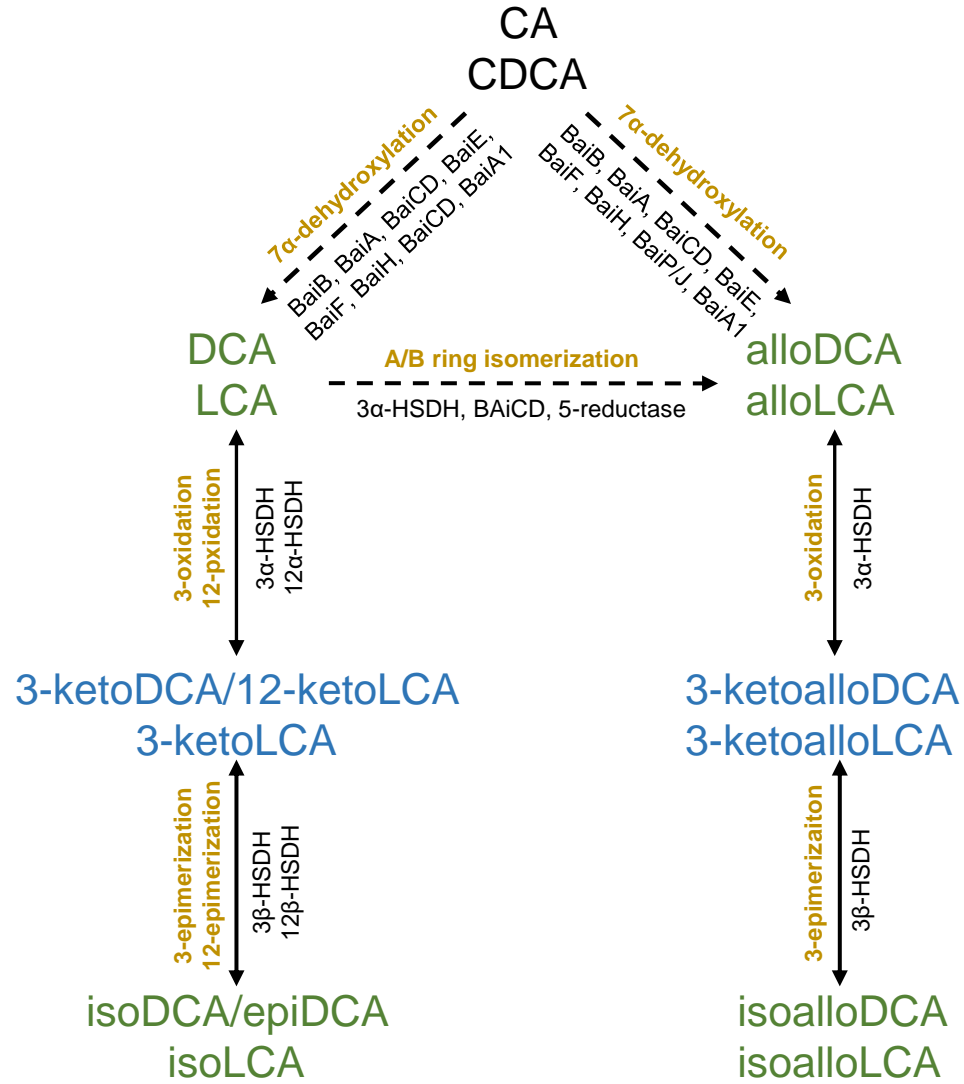 CA
CDCA
7α-dehydroxylation
BaiB, BaiA, BaiCD, BaiE,
BaiF, BaiH, BaiCD, BaiA1
7α-dehydroxylation
BaiB, BaiA, BaiCD, BaiE,
BaiF, BaiH, BaiP/J, BaiA1
DCA
LCA
A/B ring isomerization
3α-HSDH, BAiCD, 5-reductase
alloDCA
alloLCA
3-oxidation
12-pxidation
3α-HSDH
12α-HSDH
3-oxidation
3α-HSDH
3-ketoDCA/12-ketoLCA
3-ketoLCA
3-ketoalloDCA
3-ketoalloLCA
3-epimerization
12-epimerization
3β-HSDH
12β-HSDH
3-epimerizaiton
3β-HSDH
isoDCA/epiDCA
isoLCA
isoalloDCA
isoalloLCA